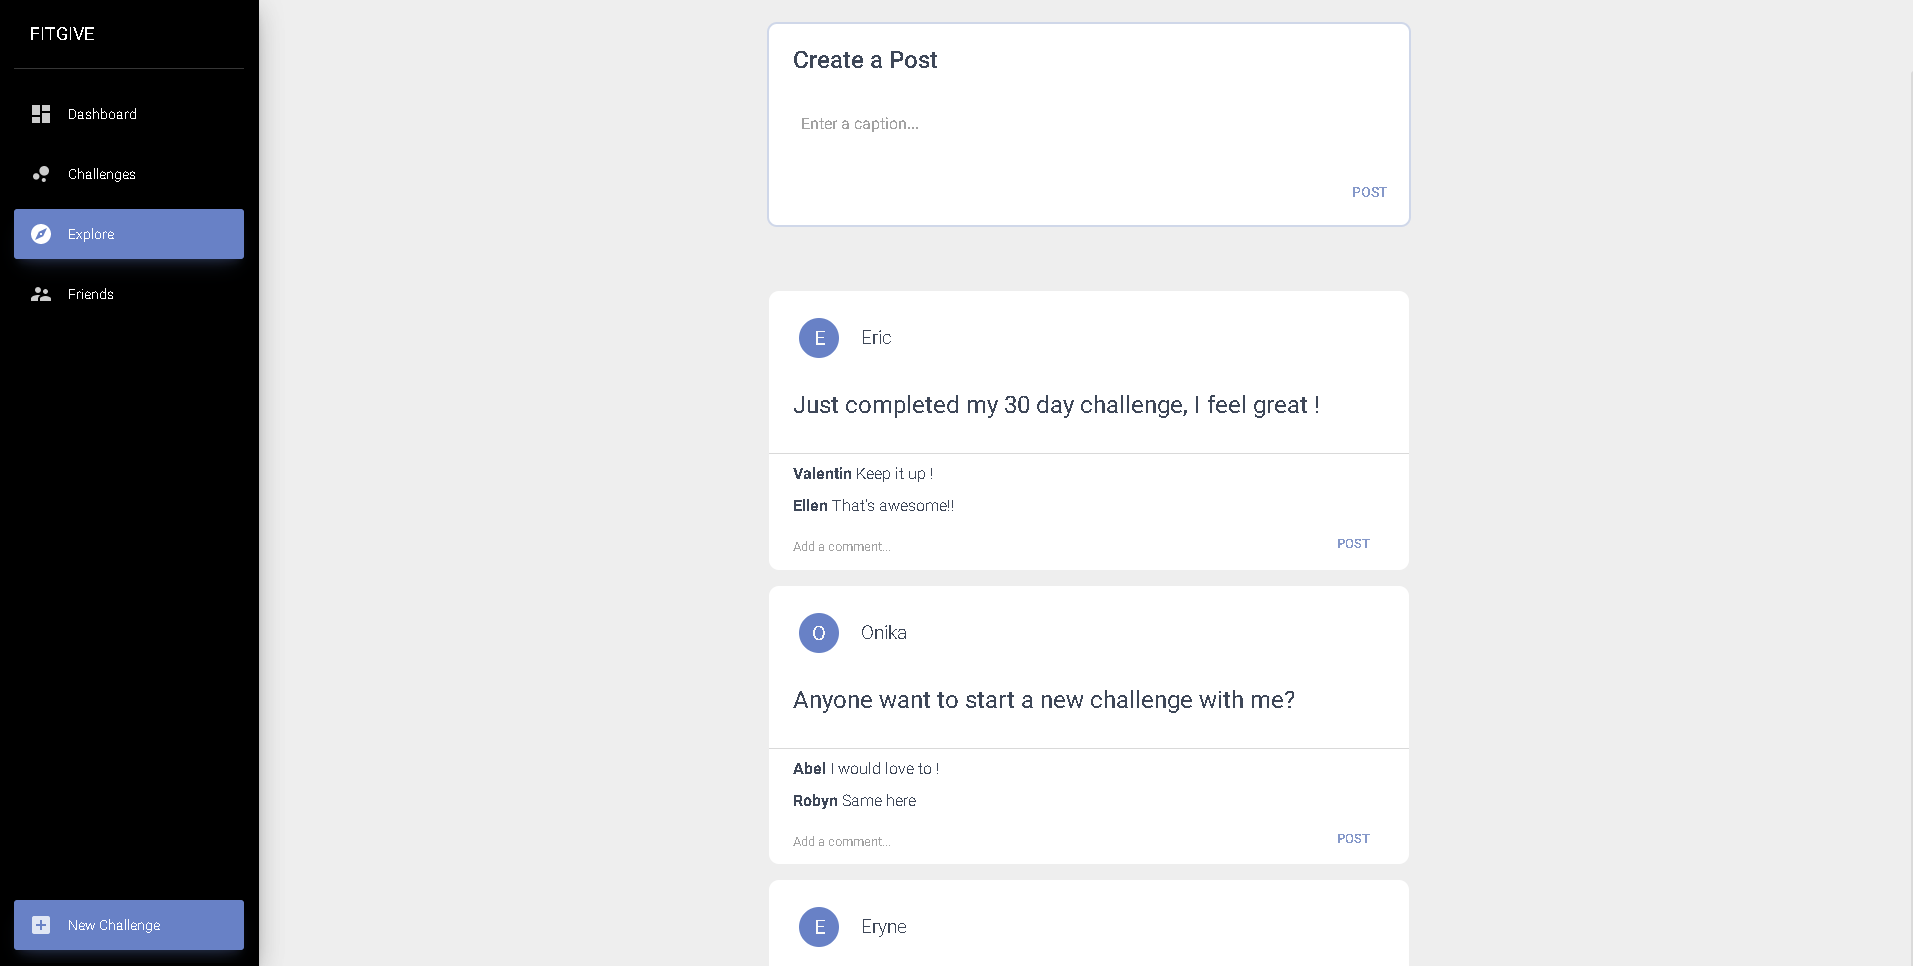 FITGIVE
Dashboard
Challenges
Explore
Friends
New Challenge
Create a Post
Enter a caption...
POST
E Eric
Just completed my 30 day challenge, I feel great !
Valentin Keep it up !
Ellen That's awesome!!
Add a comment... POST
O Onika
Anyone want to start a new challenge with me?
Abel I would love to !
Robyn Same here
Add a comment... POST
E Eryne